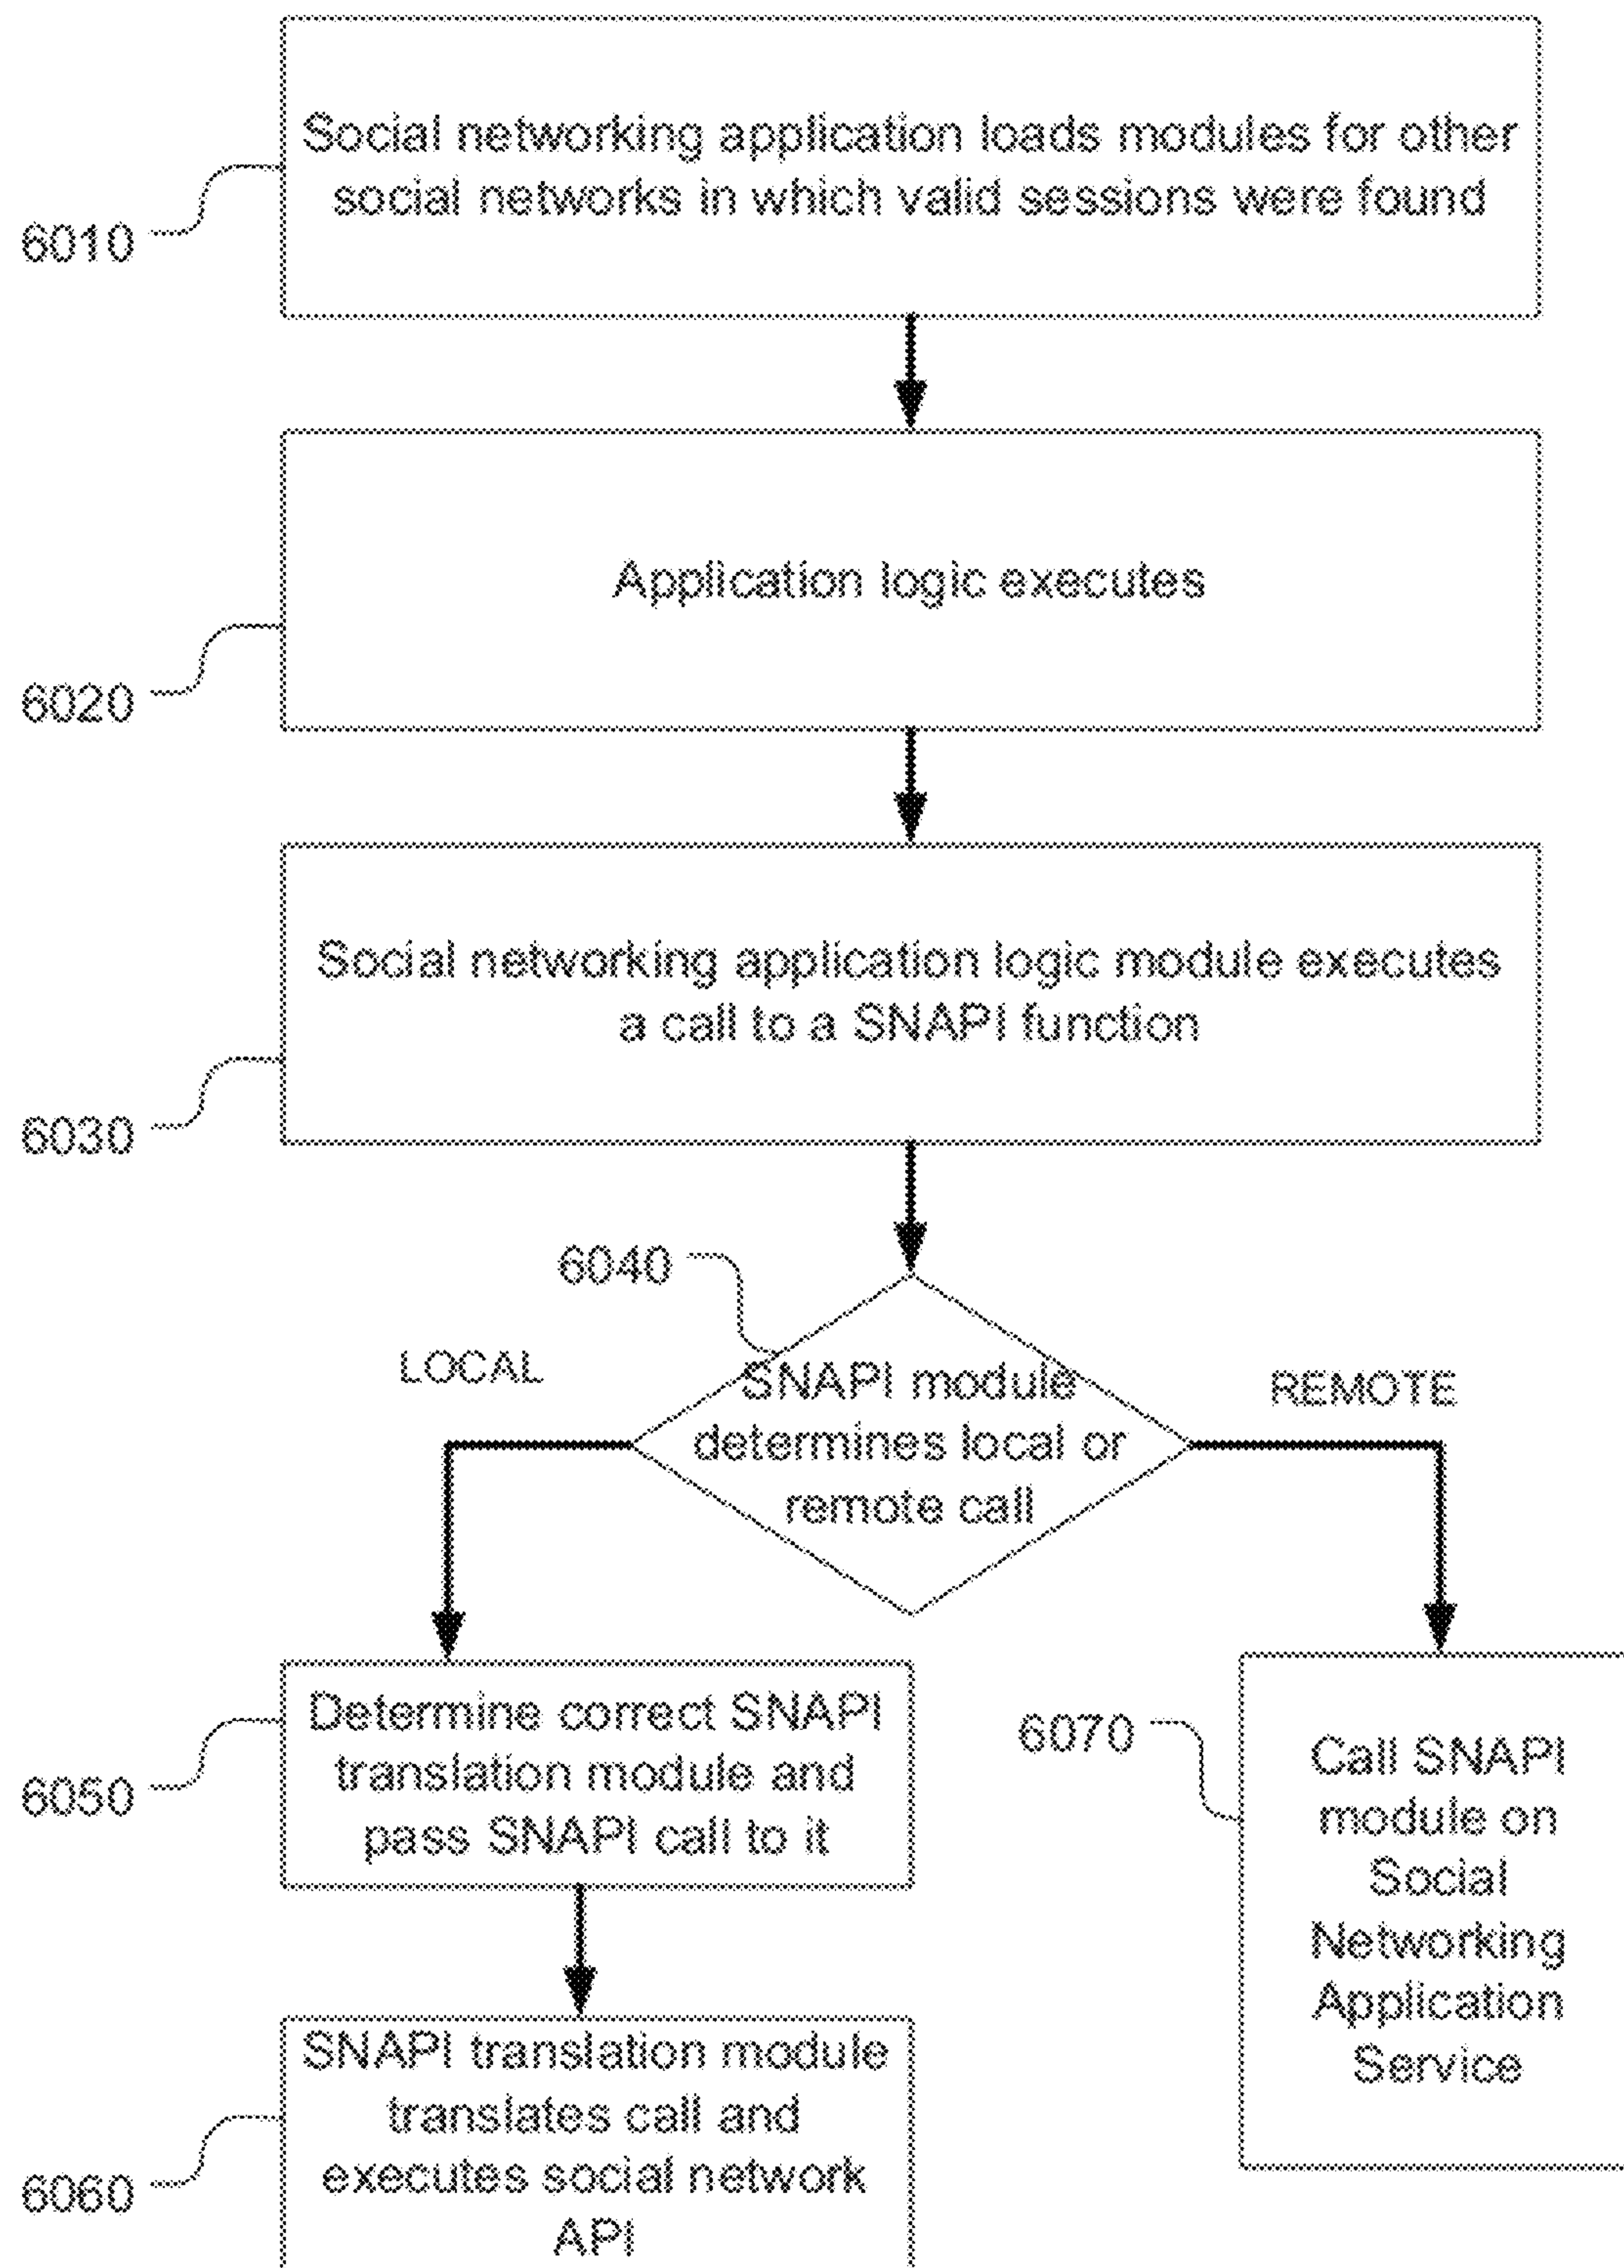 Social networking application loads modules for other
social networks in which valid sessions were found
6010
Application logic executes
6020
Social networking application logic module executes
a call to a SNAPI function
6030
6040
LOCAL
SNAPI module
determines local or
remote call
REMOTE
Determine correct SNAPI
translation module and
pass SNAPI call to it
6050
6070
Call SNAPI
module on
Social
Networking
Application
Service
SNAPI translation module
translates call and
executes social network
API
6060